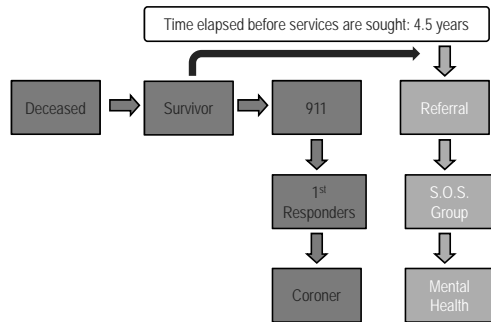 Time elapsed before services are sought: 4.5 years
Deceased
Survivor
911
Referral
1st
Responders
S.O.S.
Group
Coroner
Mental
Health